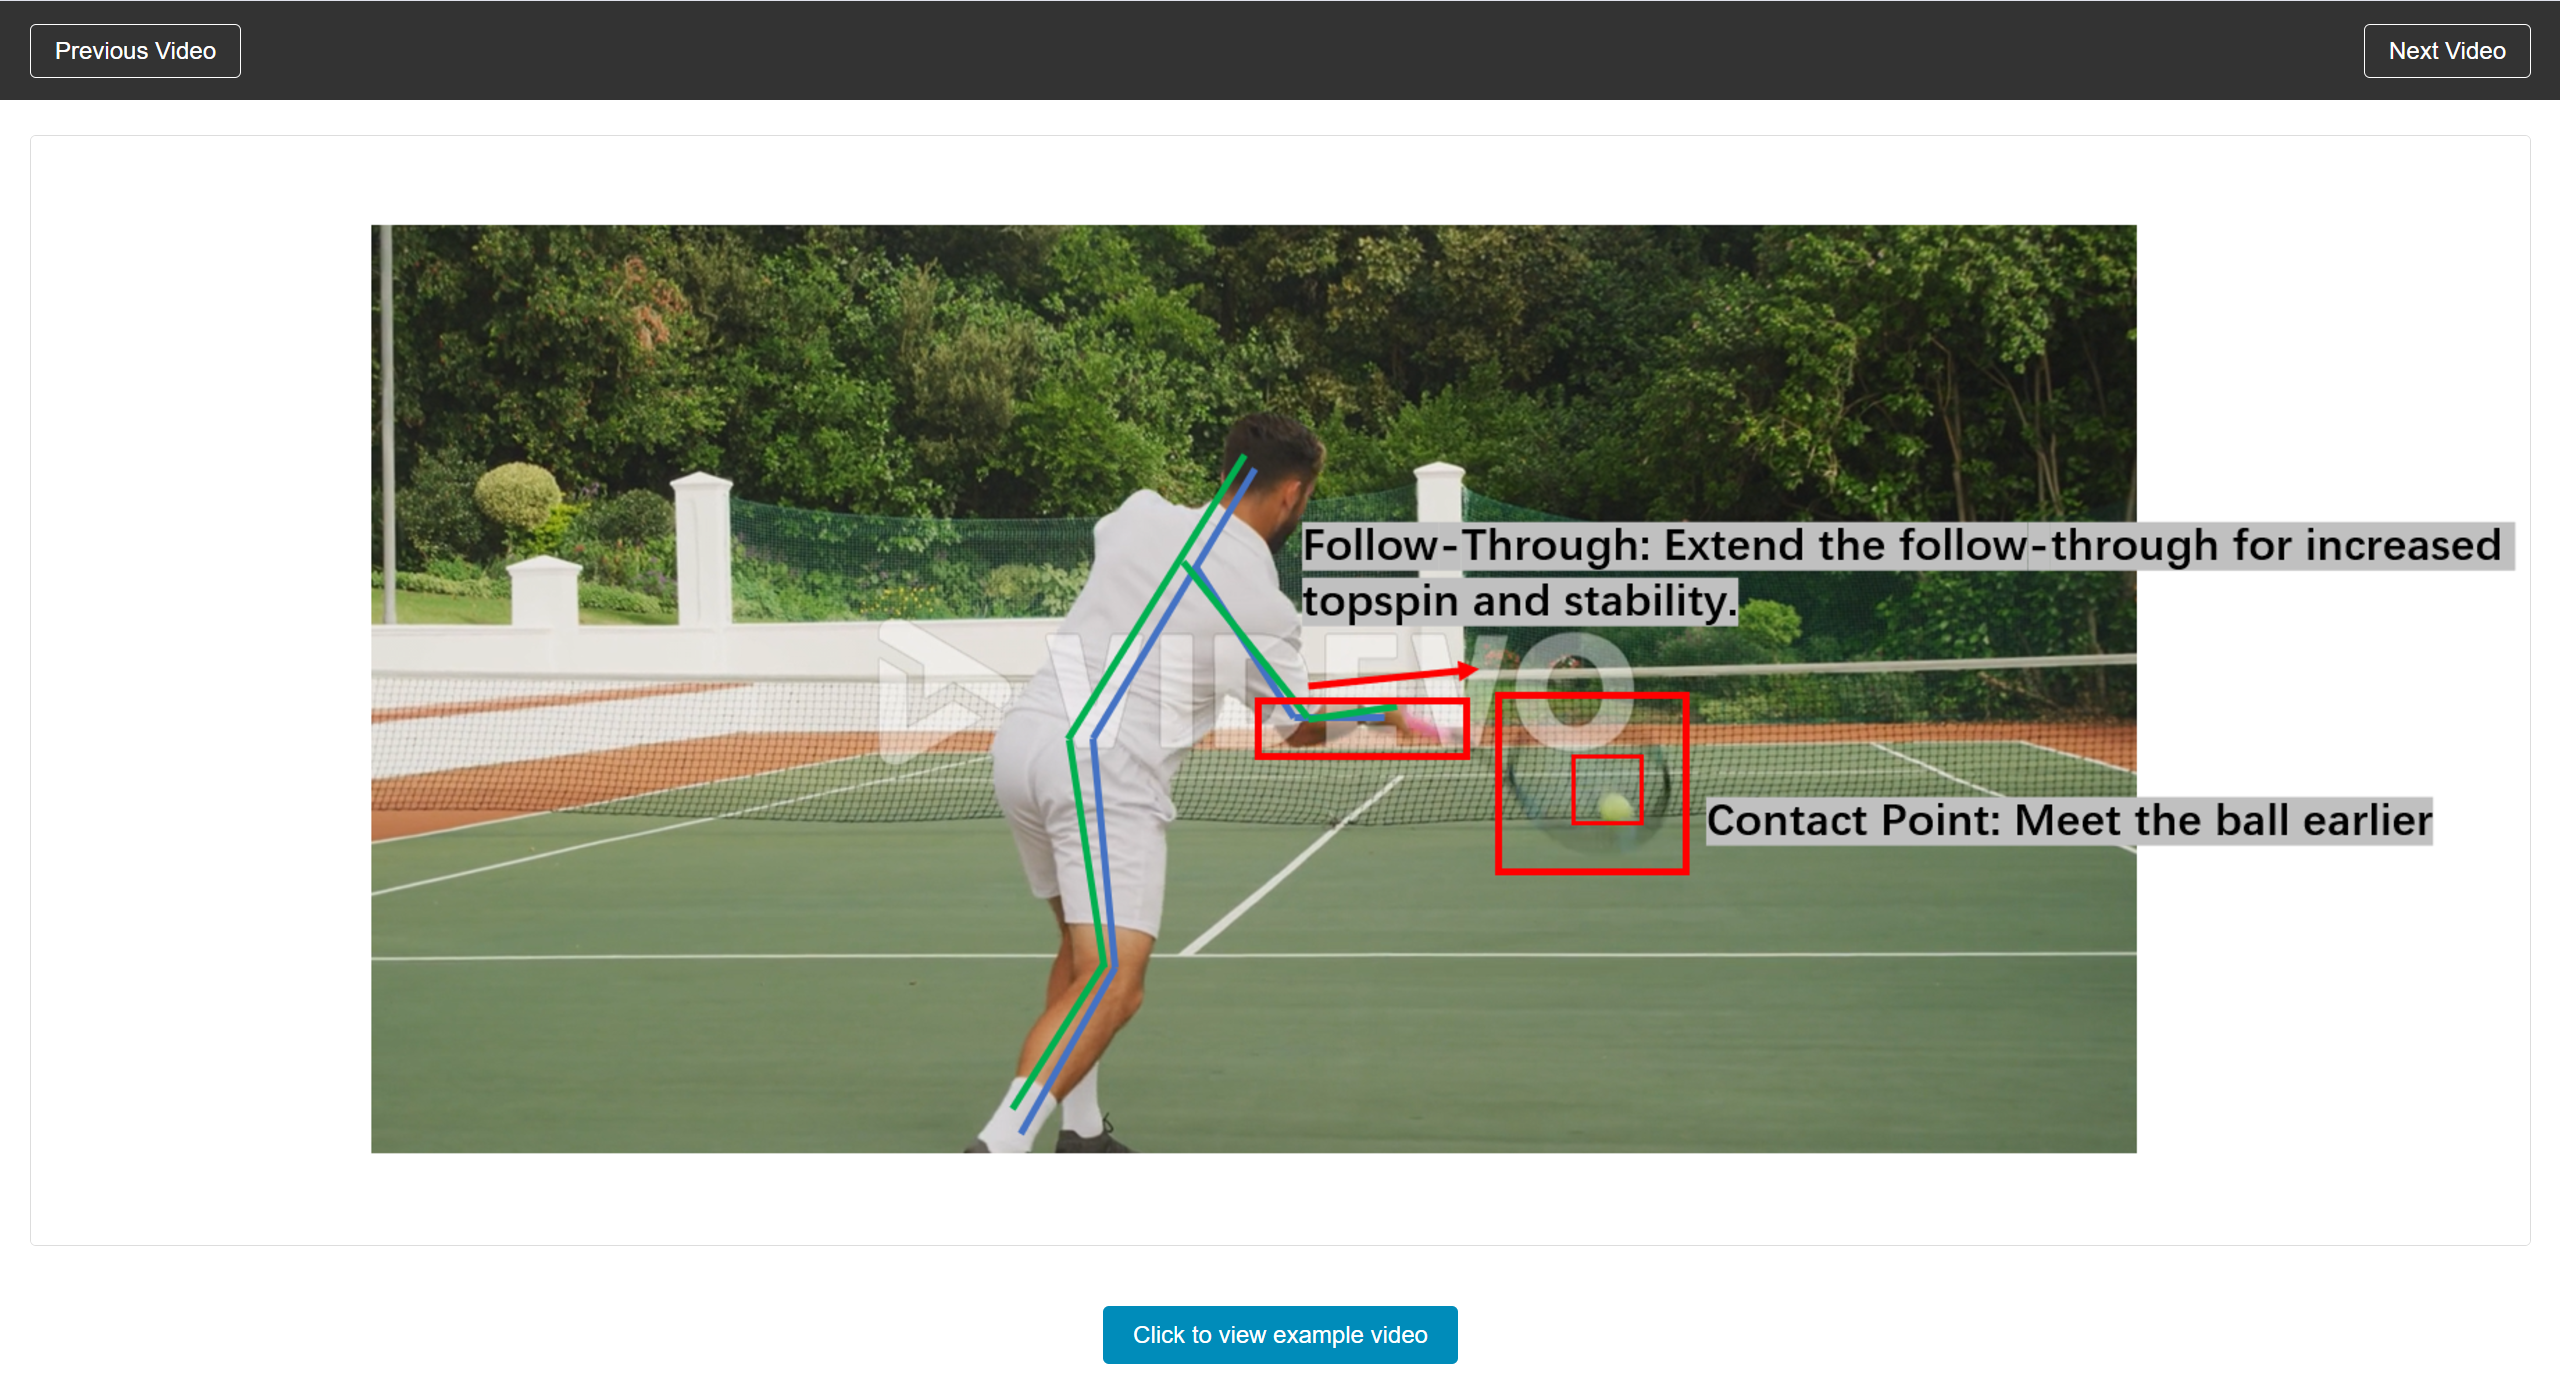 Previous Video
Next Video
Follow-Through: Extend the follow-through for increased
topspin and stability.
VIDEVO
Contact Point: Meet the ball earlier
Click to view example video